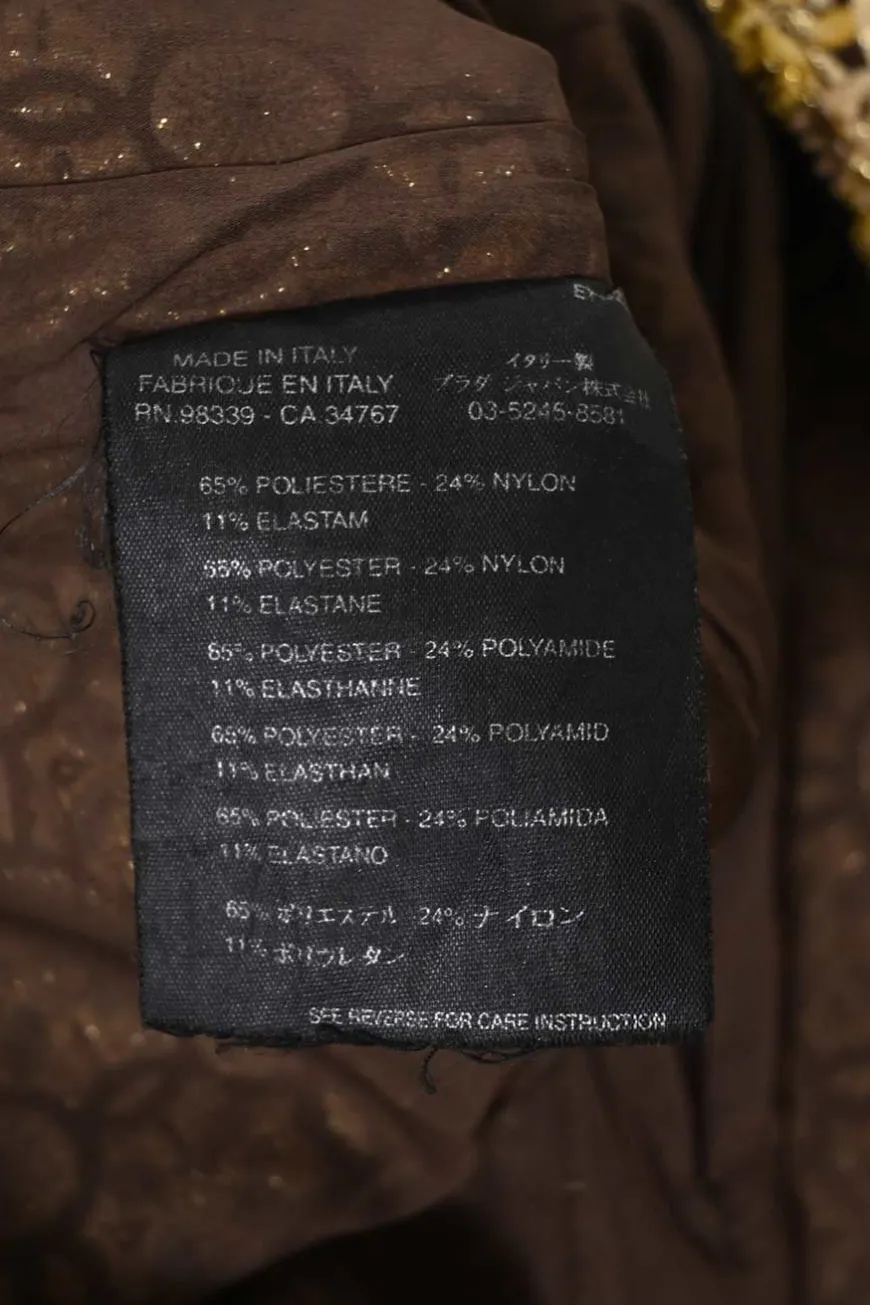 MADE IN ITALY
FABRIQUE EN ITALY
RN.98339 - CA.34767
イタリー製
プラダ ジャパン株式会社
03-5245-8581
65% POLIESTERE - 24% NYLON
11% ELASTAM
65% POLYESTER - 24% NYLON
11% ELASTANE
65% POLYESTER - 24% POLYAMIDE
11% ELASTHANNE
65% POLYESTER - 24% POLYAMID
11% ELASTHAN
65% POLIESTER - 24% POLIAMIDA
11% ELASTANO
65% ポリエステル - 24% ナイロン
11% ポリウレタン
SEE REVERSE FOR CARE INSTRUCTION